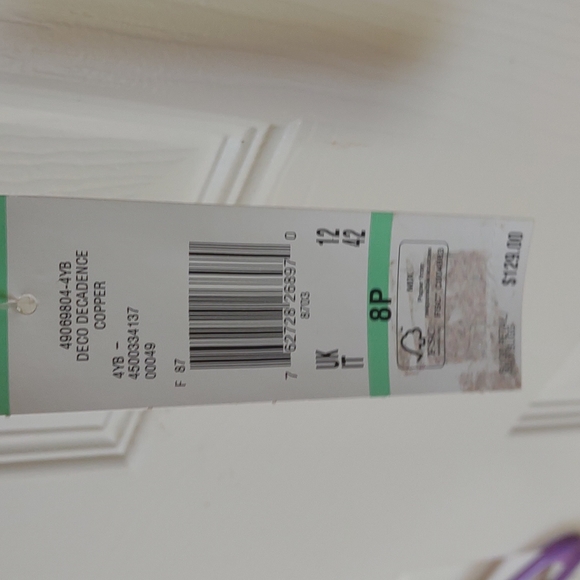 49069804-4YB
DECO DECADENCE
COPPER
4YB -
4500334137
00049
F 87
7 62728 26897 0
8703
UK 12
IT 42
8P
MIX
$129.00